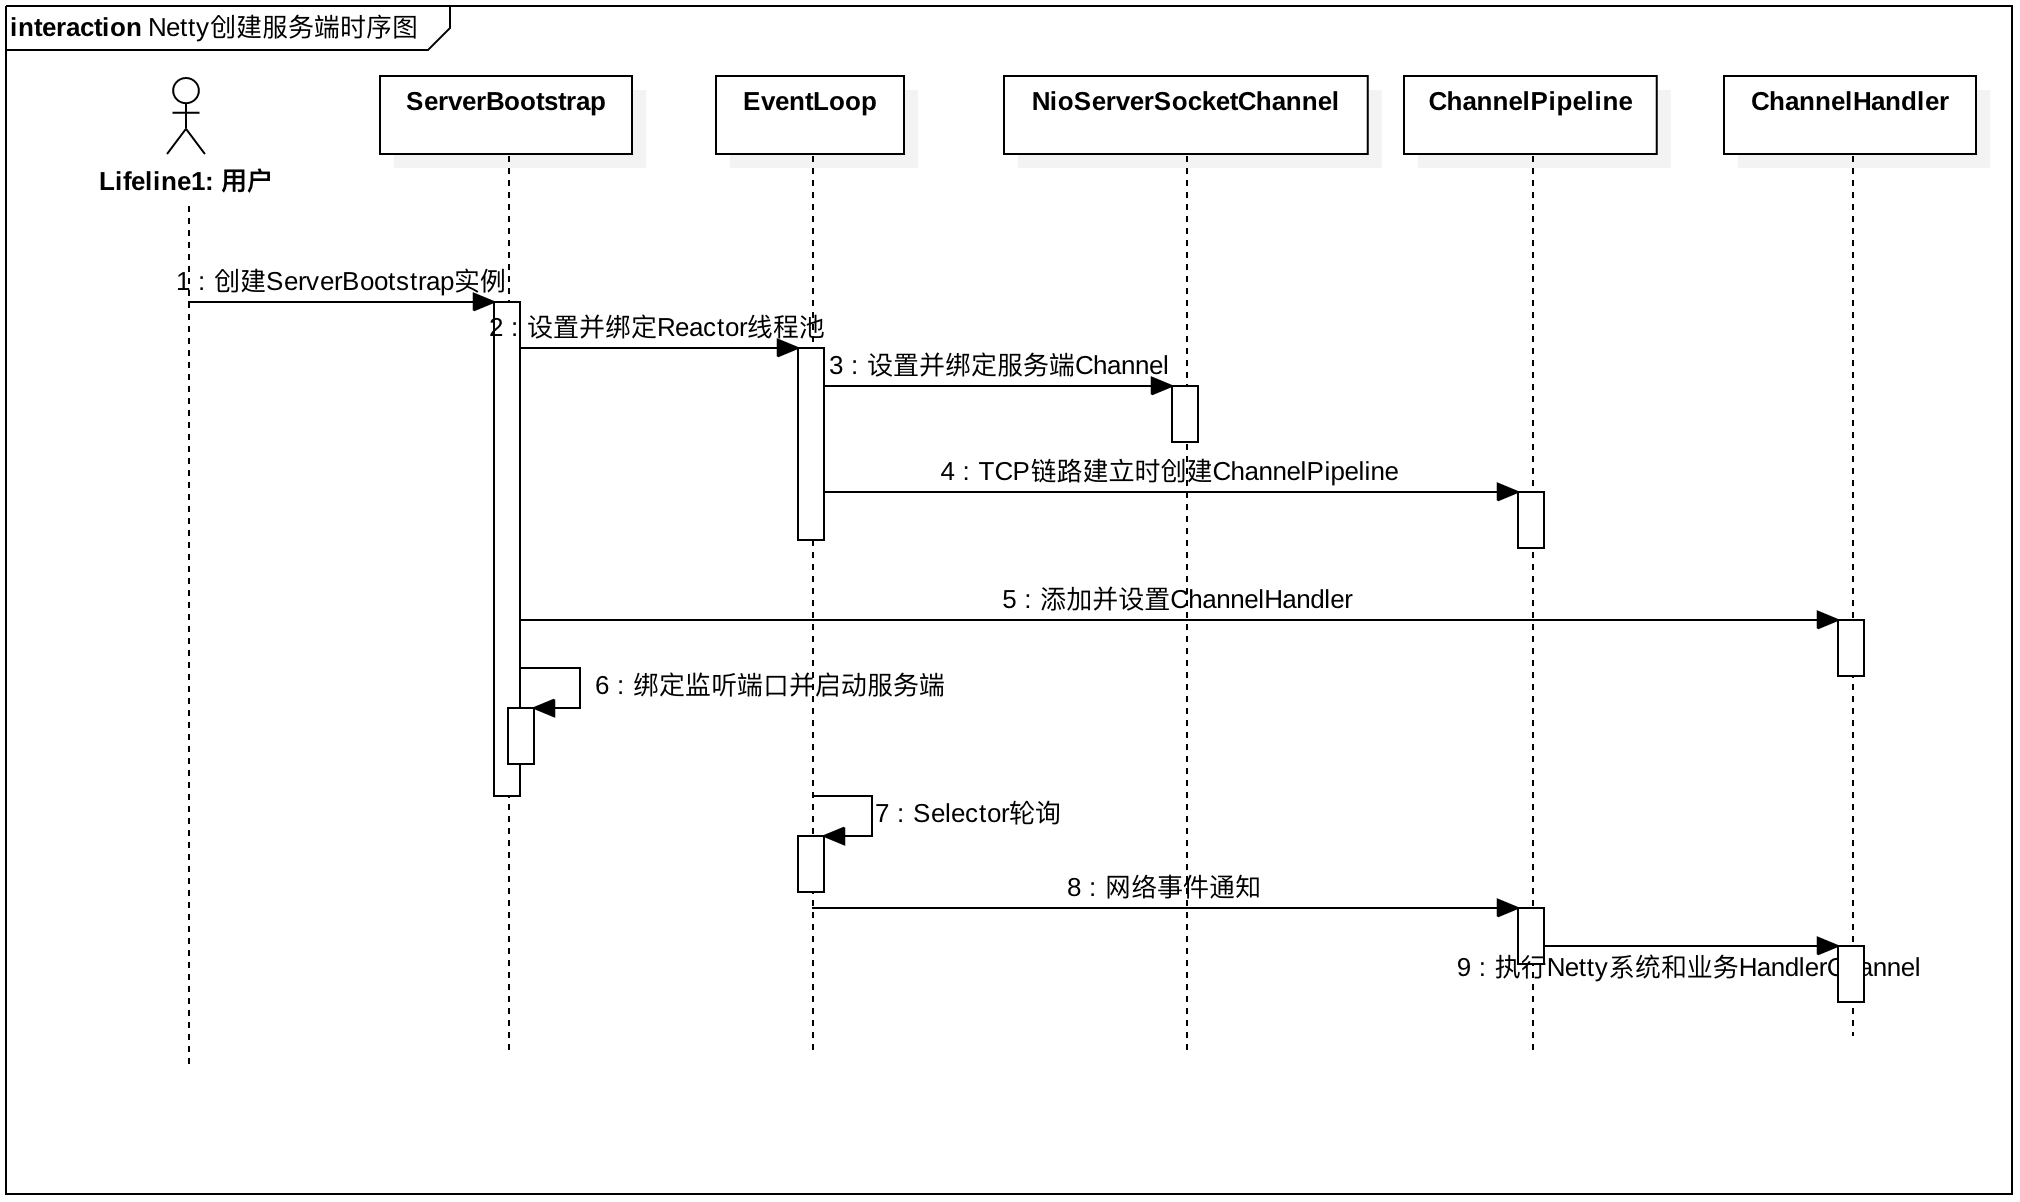 interaction Netty创建服务端时序图
Lifeline1: 用户
ServerBootstrap
EventLoop
NioServerSocketChannel
ChannelPipeline
ChannelHandler
1 : 创建ServerBootstrap实例
2 : 设置并绑定Reactor线程池
3 : 设置并绑定服务端Channel
4 : TCP链路建立时创建ChannelPipeline
5 : 添加并设置ChannelHandler
6 : 绑定监听端口并启动服务端
7 : Selector轮询
8 : 网络事件通知
9 : 执行Netty系统和业务HandlerChannel